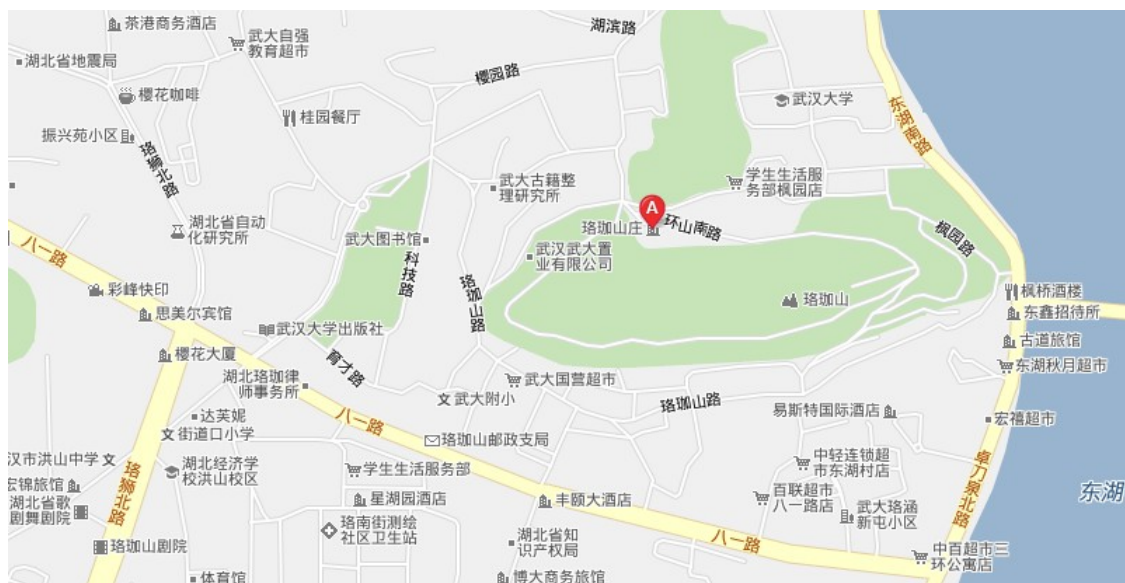 茶港商务酒店
湖滨路
武大自强
教育超市
湖北省地震局
樱园路
樱花咖啡
武汉大学
桂园餐厅
东湖南路
振兴苑小区
珞狮北路
武大古籍整
理研究所
学生生活服
务部枫园店
A
湖北省自动
化研究所
珞珈山庄
环山南路
枫园路
八一路
武大图书馆
武汉武大置
业有限公司
科技路
彩峰快印
珞珈山路
珞珈山
枫桥酒楼
思美尔宾馆
东鑫招待所
武汉大学出版社
古道旅馆
樱花大厦
育才路
东湖秋月超市
湖北珞珈律
师事务所
武大国营超市
文武大附小
珞珈山路
达芙妮
八一路
易斯特国际酒店
宏禧超市
文街道口小学
珞珈山邮政支局
汉市洪山中学文
湖北经济学
校洪山校区
学生生活服务部
中轻连锁超
市东湖村店
卓刀泉北路
宏锦旅馆
珞狮北路
星湖园酒店
丰颐大酒店
百联超市
八一路店
东湖
湖北省歌
剧舞剧院
武大珞涵
新屯小区
珞南街测绘
社区卫生站
湖北省知
识产权局
八一路
珞珈山剧院
中百超市三
环公寓店
体育馆
博大商务旅馆